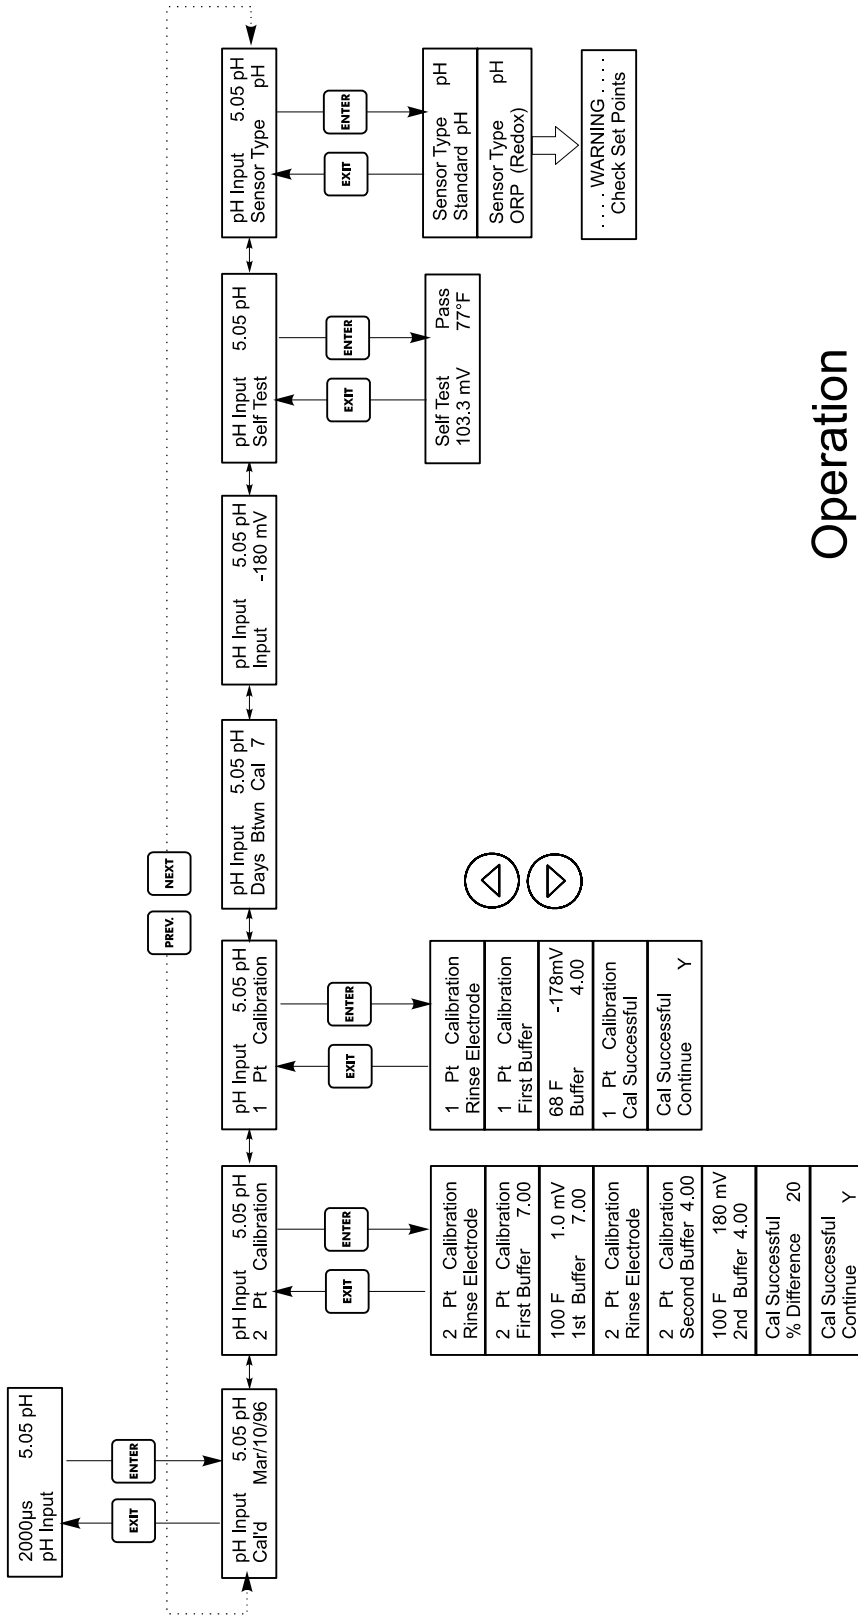 2000µs
pH Input 5.05 pH
EXIT
ENTER
PREV.
NEXT
pH Input 5.05 pH
Cal'd Mar/10/96
pH Input 5.05 pH
2 Pt Calibration
pH Input 5.05 pH
1 Pt Calibration
pH Input 5.05 pH
Days Btwn Cal 7
pH Input 5.05 pH
Input -180 mV
pH Input 5.05 pH
Self Test
pH Input 5.05 pH
Sensor Type pH
EXIT
ENTER
EXIT
ENTER
EXIT
ENTER
EXIT
ENTER
2 Pt Calibration
Rinse Electrode
2 Pt Calibration
First Buffer 7.00
100 F 1.0 mV
1st Buffer 7.00
2 Pt Calibration
Rinse Electrode
2 Pt Calibration
Second Buffer 4.00
100 F 180 mV
2nd Buffer 4.00
Cal Successful
% Difference 20
Cal Successful
Continue Y
1 Pt Calibration
Rinse Electrode
1 Pt Calibration
First Buffer
68 F -178mV
Buffer 4.00
1 Pt Calibration
Cal Successful
Cal Successful
Continue Y
Self Test Pass
103.3 mV 77°F
Sensor Type pH
Standard pH
Sensor Type pH
ORP (Redox)
. . . . WARNING . . . .
Check Set Points
Operation